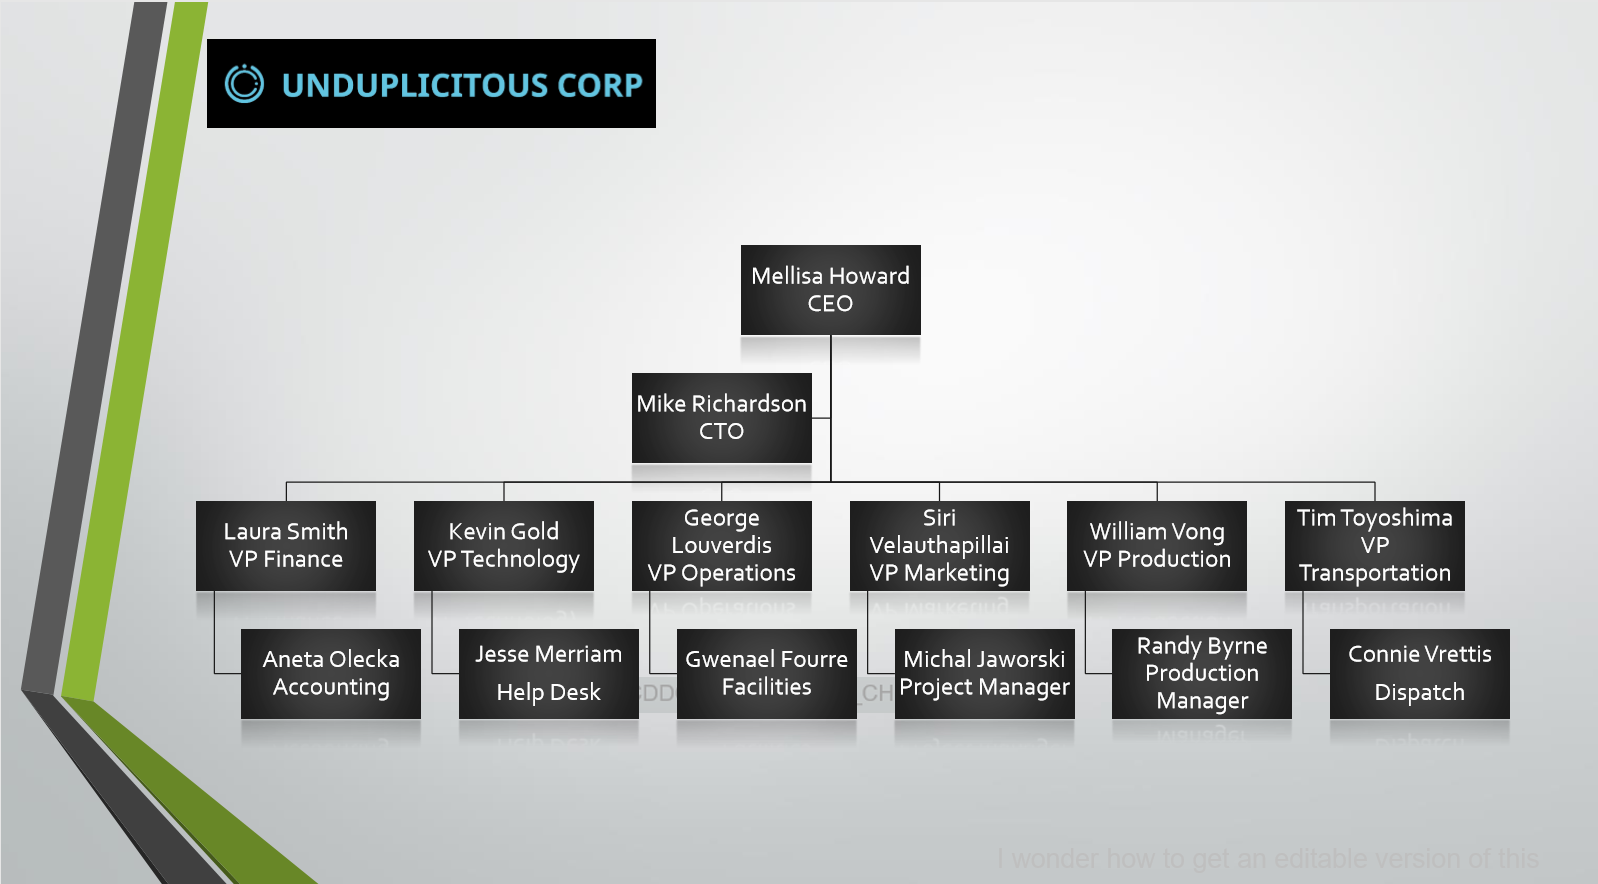 UNDUPLICITOUS CORP
Mellisa Howard
CEO
Mike Richardson
CTO
Laura Smith
VP Finance
Kevin Gold
VP Technology
George
Louverdis
VP Operations
Siri
Velauthapillai
VP Marketing
William Vong
VP Production
Tim Toyoshima
VP
Transportation
Aneta Olecka
Accounting
Jesse Merriam
Help Desk
Gwenael Fourre
Facilities
Michal Jaworski
Project Manager
Randy Byrne
Production
Manager
Connie Vrettis
Dispatch
I wonder how to get an editable version of this